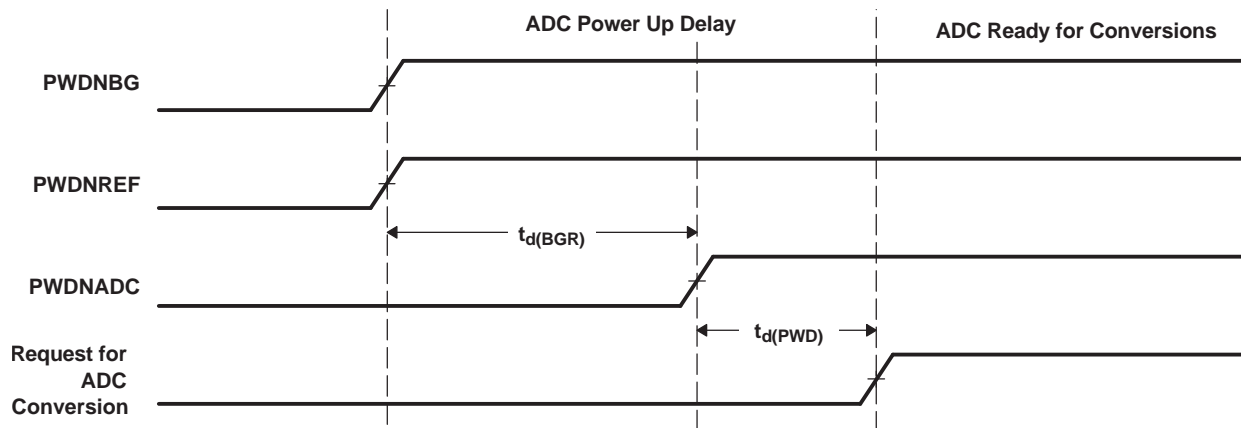 ADC Power Up Delay
ADC Ready for Conversions
PWDNBG
PWDNREF
td(BGR)
PWDNADC
td(PWD)
Request for
ADC
Conversion